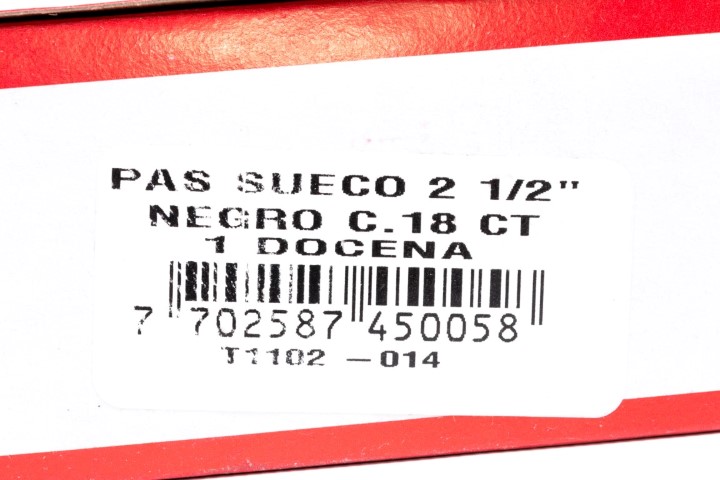 PAS SUECO 2 1/2"
NEGRO C.18 CT
1 DOCENA
7 702587 450058
T1102 -014